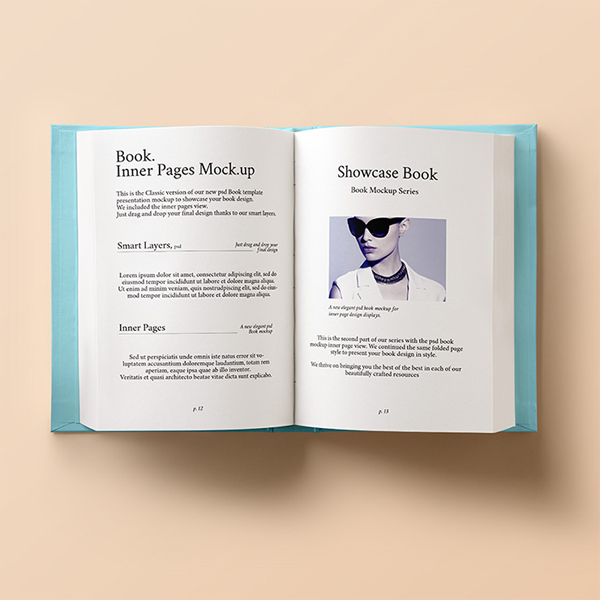 Book.
Inner Pages Mock.up
This is the Classic version of our new psd Book template
presentation mockup to showcase your book design.
We included the inner pages view.
Just drag and drop your final design thanks to our smart layers.
Smart Layers, psd
Just drag and drop your
final design
Lorem ipsum dolor sit amet, consectetur adipiscing elit, sed do
eiusmod tempor incididunt ut labore et dolore magna aliqua.
Ut enim ad minim veniam, quis nostrudpiscing elit, sed do eius-
mod tempor incididunt ut labore et dolore magna aliqua.
Inner Pages
A new elegant psd
Book mockup
Sed ut perspiciatis unde omnis iste natus error sit vo-
luptatem accusantium doloremque laudantium, totam rem
aperiam, eaque ipsa quae ab illo inventor.
Veritatis et quasi architecto beatae vitae dicta sunt explicabo.
p. 12
Showcase Book
Book Mockup Series
A new elegant psd book mockup for
inner page design displays.
This is the second part of our series with the psd book
mockup inner page view. We continued the same folded page
style to present your book design in style.
We thrive on bringing you the best of the best in each of our
beautifully crafted resources
p. 13